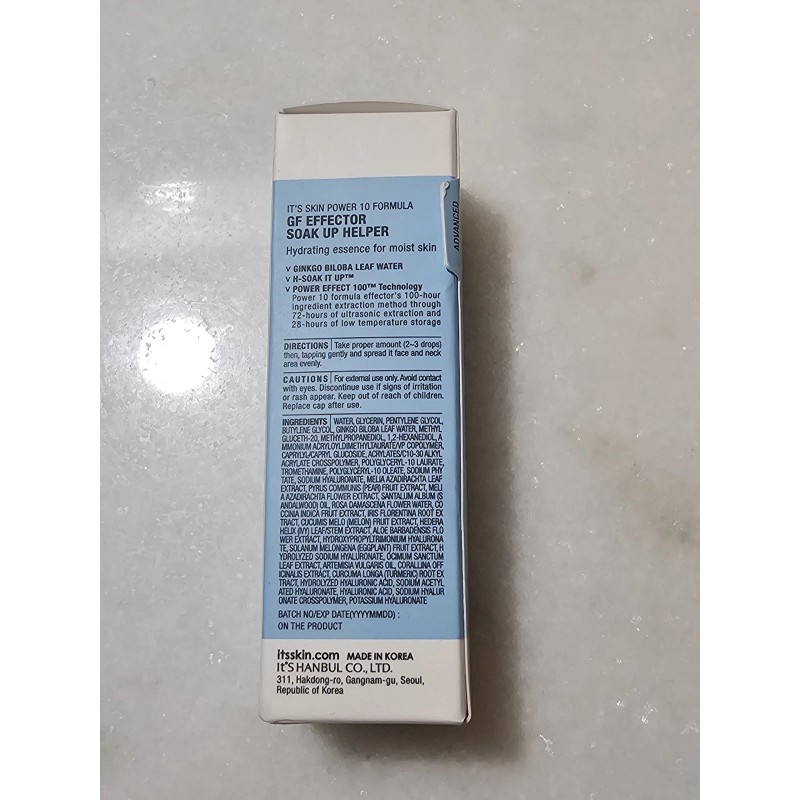 IT'S SKIN POWER 10 FORMULA
GF EFFECTOR
SOAK UP HELPER
Hydrating essence for moist skin
ADVANCED
v GINKGO BILOBA LEAF WATER
v H-SOAK IT UP™
v POWER EFFECT 100™ Technology
Power 10 formula effector's 100-hour
ingredient extraction method through
72-hours of ultrasonic extraction and
28-hours of low temperature storage
DIRECTIONS | Take proper amount (2~3 drops)
then, tapping gently and spread it face and neck
area evenly.
CAUTIONS | For external use only. Avoid contact
with eyes. Discontinue use if signs of irritation
or rash appear. Keep out of reach of children.
Replace cap after use.
INGREDIENTS | WATER, GLYCERIN, PENTYLENE GLYCOL,
BUTYLENE GLYCOL, GINKGO BILOBA LEAF WATER, METHYL
GLUCETH-20, METHYLPROPANEDIOL, 1,2-HEXANEDIOL, A
MMONIUM ACRYLOYLDIMETHYLTAURATE/VP COPOLYMER,
CAPRYLYL/CAPRYL GLUCOSIDE, ACRYLATES/C10-30 ALKYL
ACRYLATE CROSSPOLYMER, POLYGLYCERYL-10 LAURATE,
TROMETHAMINE, POLYGLYCERYL-10 OLEATE, SODIUM PHY
TATE, SODIUM HYALURONATE, MELIA AZADIRACHTA LEAF
EXTRACT, PYRUS COMMUNIS (PEAR) FRUIT EXTRACT, MELI
A AZADIRACHTA FLOWER EXTRACT, SANTALUM ALBUM (S
ANDALWOOD) OIL, ROSA DAMASCENA FLOWER WATER, CO
CCINIA INDICA FRUIT EXTRACT, IRIS FLORENTINA ROOT EX
TRACT, CUCUMIS MELO (MELON) FRUIT EXTRACT, HEDERA
HELIX (IVY) LEAF/STEM EXTRACT, ALOE BARBADENSIS FLO
WER EXTRACT, HYDROXYPROPYLTRIMONIUM HYALURONA
TE, SOLANUM MELONGENA (EGGPLANT) FRUIT EXTRACT, H
YDROLYZED SODIUM HYALURONATE, OCIMUM SANCTUM
LEAF EXTRACT, ARTEMISIA VULGARIS OIL, CORALLINA OFF
ICINALIS EXTRACT, CURCUMA LONGA (TURMERIC) ROOT EX
TRACT, HYDROLYZED HYALURONIC ACID, SODIUM ACETYL
ATED HYALURONATE, HYALURONIC ACID, SODIUM HYALUR
ONATE CROSSPOLYMER, POTASSIUM HYALURONATE
BATCH NO/EXP DATE(YYYYMMDD) :
ON THE PRODUCT
itsskin.com MADE IN KOREA
It'S HANBUL CO., LTD.
311, Hakdong-ro, Gangnam-gu, Seoul,
Republic of Korea